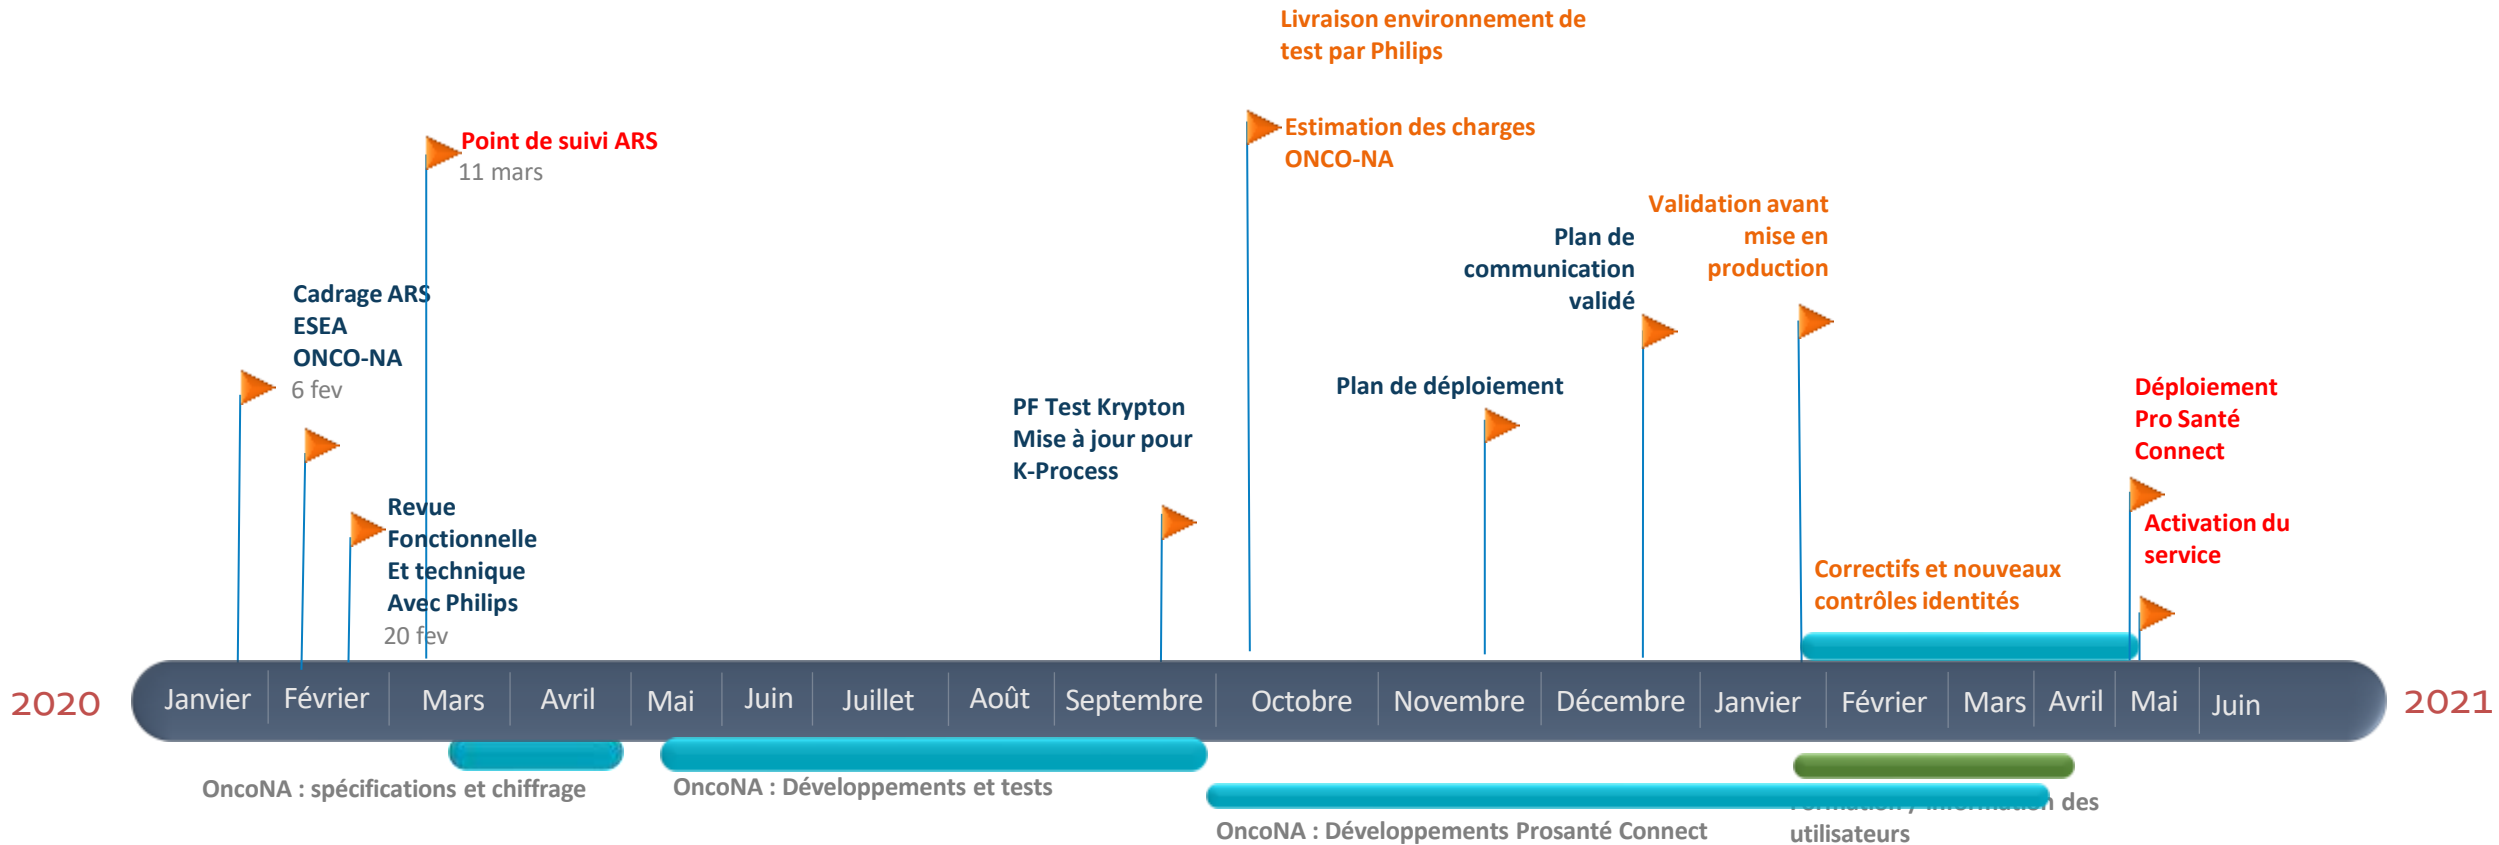 Livraison environnement de
test par Philips
Estimation des charges
ONCO-NA
Point de suivi ARS
11 mars
Validation avant
mise en
production
Plan de
communication
validé
Cadrage ARS
ESEA
ONCO-NA
6 fev
Plan de déploiement
PF Test Krypton
Mise à jour pour
K-Process
Déploiement
Pro Santé
Connect
Revue
Fonctionnelle
Et technique
Avec Philips
20 fev
Activation du
service
Correctifs et nouveaux
contrôles identités
2020
Janvier
Février
Mars
Avril
Mai
Juin
Juillet
Août
Septembre
Octobre
Novembre
Décembre
Janvier
Février
Mars
Avril
Mai
Juin
2021
OncoNA : spécifications et chiffrage
OncoNA : Développements et tests
OncoNA : Développements Prosanté Connect
Formation / information des
utilisateurs